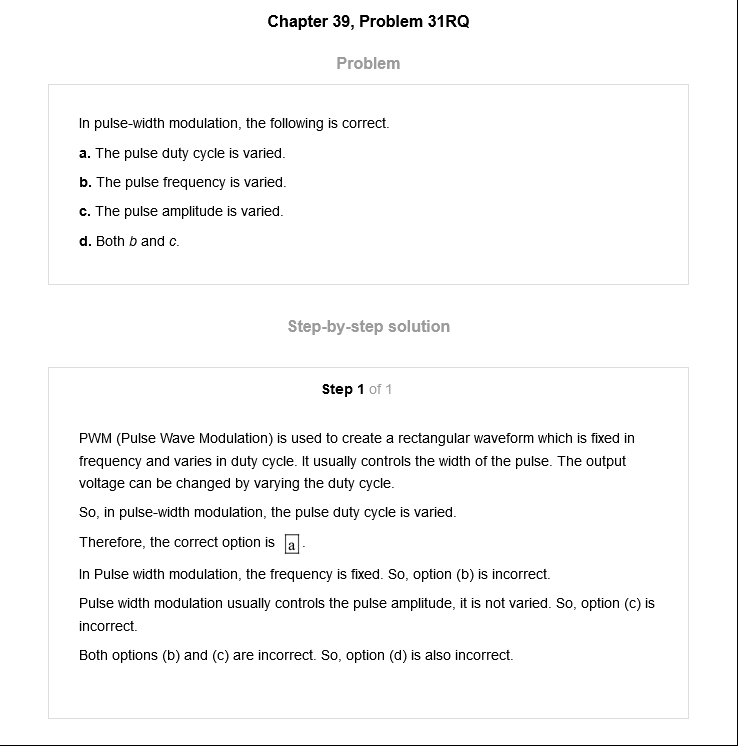 Chapter 39, Problem 31RQ
Problem
In pulse-width modulation, the following is correct.
a. The pulse duty cycle is varied.
b. The pulse frequency is varied.
c. The pulse amplitude is varied.
d. Both b and c.
Step-by-step solution
Step 1 of 1
PWM (Pulse Wave Modulation) is used to create a rectangular waveform which is fixed in
frequency and varies in duty cycle. It usually controls the width of the pulse. The output
voltage can be changed by varying the duty cycle.
So, in pulse-width modulation, the pulse duty cycle is varied.
Therefore, the correct option is a.
In Pulse width modulation, the frequency is fixed. So, option (b) is incorrect.
Pulse width modulation usually controls the pulse amplitude, it is not varied. So, option (c) is
incorrect.
Both options (b) and (c) are incorrect. So, option (d) is also incorrect.